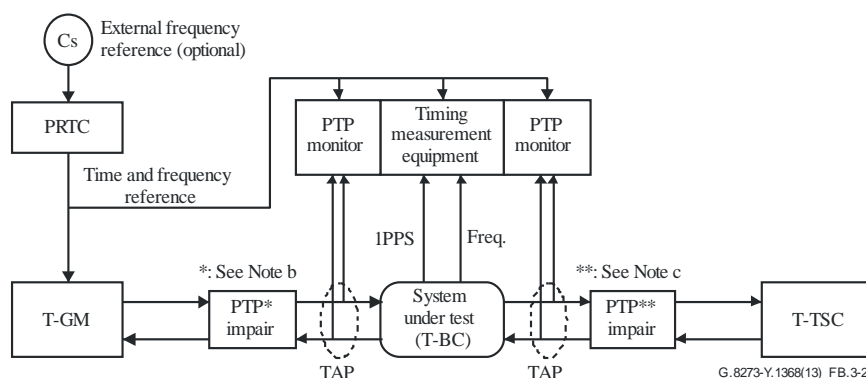 Cs
External frequency
reference (optional)
PRTC
PTP
monitor
Timing
measurement
equipment
PTP
monitor
Time and frequency
reference
1PPS
Freq.
*: See Note b
**: See Note c
T-GM
PTP*
impair
System
under test
(T-BC)
PTP**
impair
T-TSC
TAP
TAP
G.8273-Y.1368(13)_FB.3-2